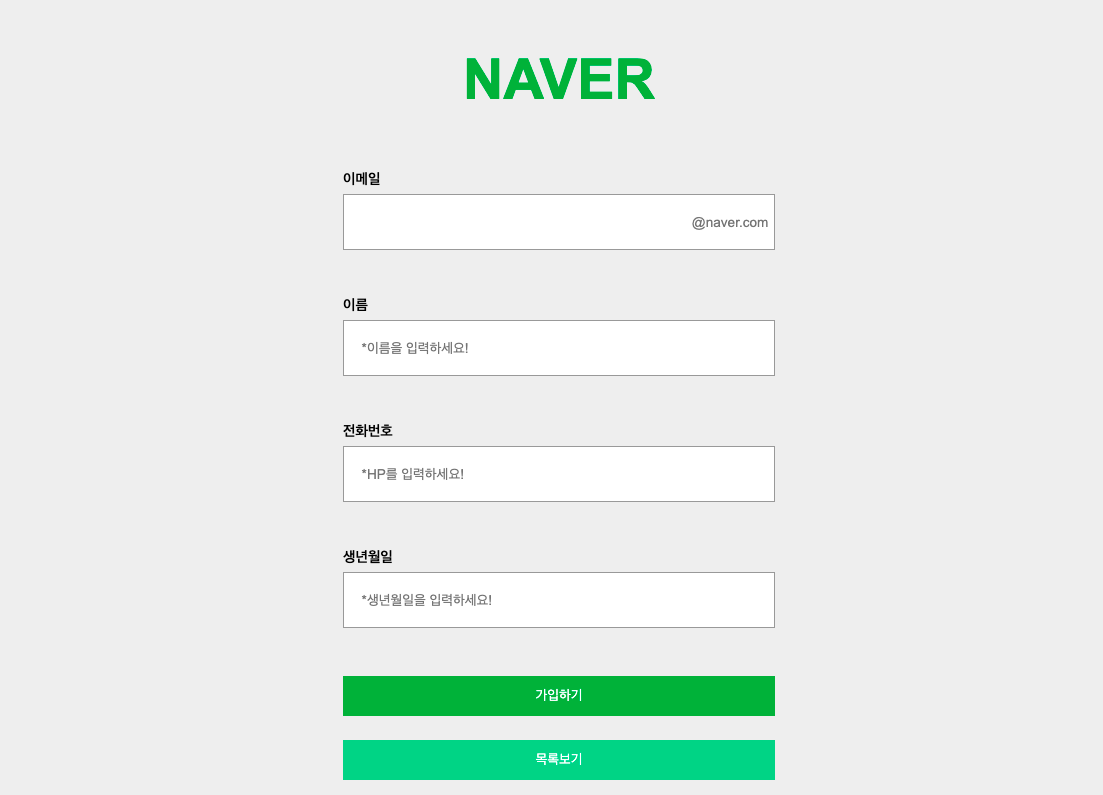 NAVER
이메일
@naver.com
이름
*이름을 입력하세요!
전화번호
*HP를 입력하세요!
생년월일
*생년월일을 입력하세요!
가입하기
목록보기